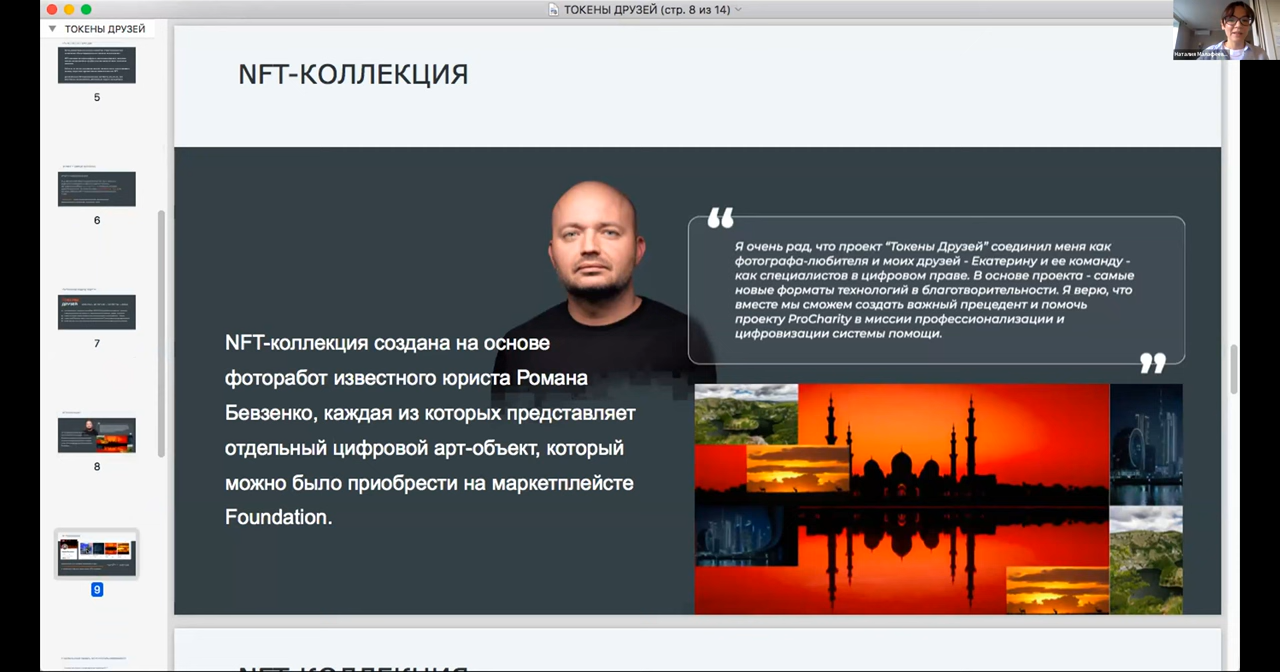 ТОКЕНЫ ДРУЗЕЙ (стр. 8 из 14)
ТОКЕНЫ ДРУЗЕЙ
5
6
7
8
9
NFT-КОЛЛЕКЦИЯ
Я очень рад, что проект “Токены Друзей” соединил меня как
фотографа-любителя и моих друзей - Екатерину и ее команду -
как специалистов в цифровом праве. В основе проекта - самые
новые форматы технологий в благотворительности. Я верю, что
вместе мы сможем создать важный прецедент и помочь
проекту ProCharity в миссии профессионализации и
цифровизации системы помощи.
NFT-коллекция создана на основе
фоторабот известного юриста Романа
Бевзенко, каждая из которых представляет
отдельный цифровой арт-объект, который
можно было приобрести на маркетплейсте
Foundation.
NFT-КОЛЛЕКЦИЯ
Наталия